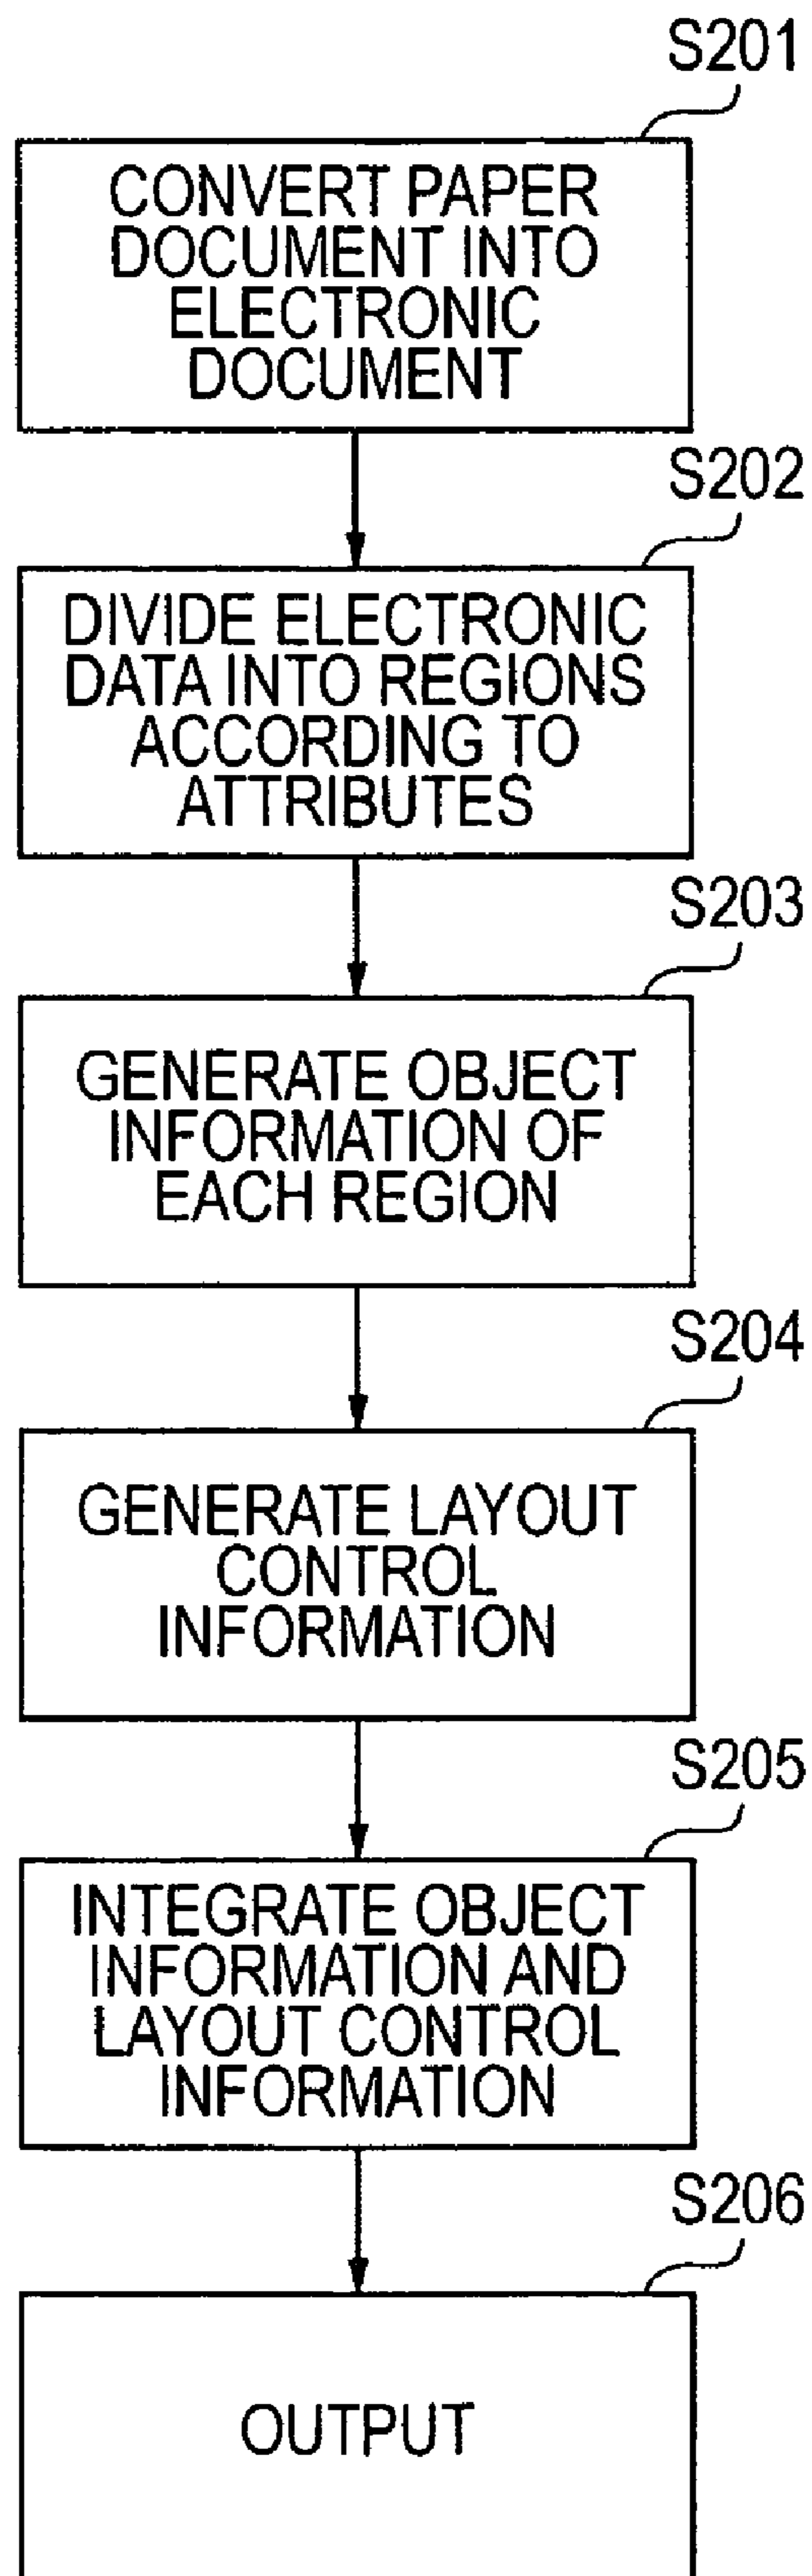 S201
CONVERT PAPER
DOCUMENT INTO
ELECTRONIC
DOCUMENT
S202
DIVIDE ELECTRONIC
DATA INTO REGIONS
ACCORDING TO
ATTRIBUTES
S203
GENERATE OBJECT
INFORMATION OF
EACH REGION
S204
GENERATE LAYOUT
CONTROL
INFORMATION
S205
INTEGRATE OBJECT
INFORMATION AND
LAYOUT CONTROL
INFORMATION
S206
OUTPUT